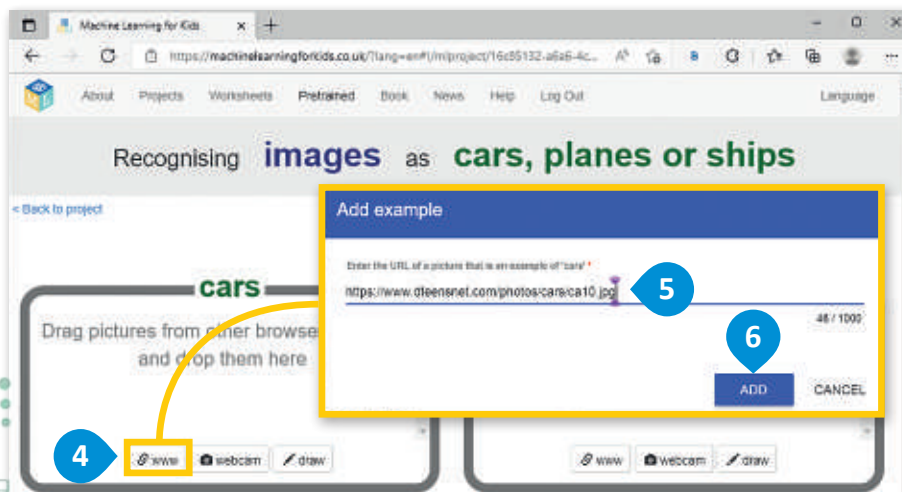 Machine Learning for Kids
https://machinelearningforkids.co.uk/?lang=en#!/mlproject/16c85132-a6a6-4c...
About Projects Worksheets Pretrained Book News Help Log Out Language
Recognising images as cars, planes or ships
< Back to project
Add example
Enter the URL of a picture that is an example of 'cars' *
https://www.dteensnet.com/photos/cars/ca10.jpg
5
46 / 1000
6
ADD CANCEL
cars
Drag pictures from other browse
and drop them here
4
www webcam draw
www webcam draw